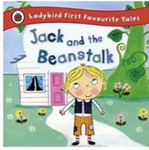 Ladybird First Favourite Tales
Jack and the
Beanstalk